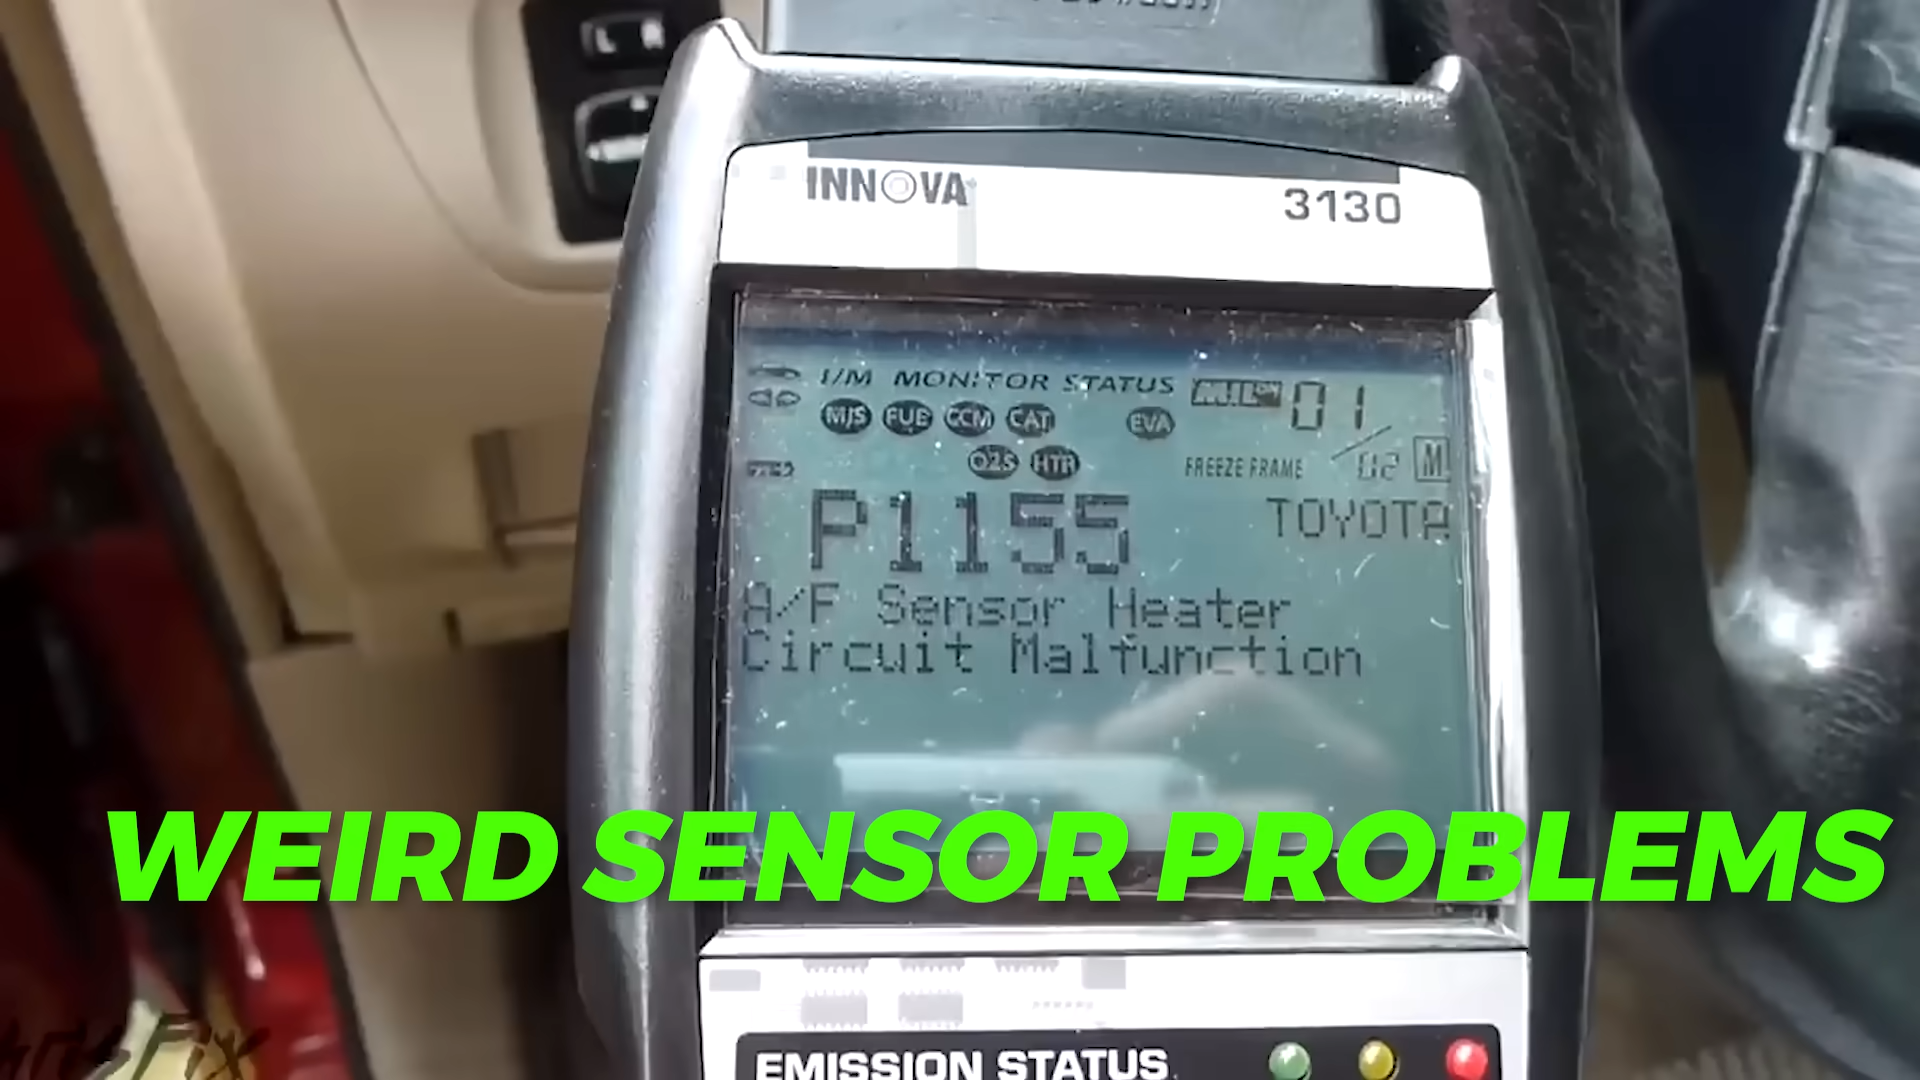 INNOVA
3130
I/M MONITOR STATUS
MIL ON 01
MIS FUE CCM CAT EVA
O2S HTR
FREEZE FRAME 02 M
P1155 TOYOTA
A/F Sensor Heater
Circuit Malfunction
WEIRD SENSOR PROBLEMS
EMISSION STATUS